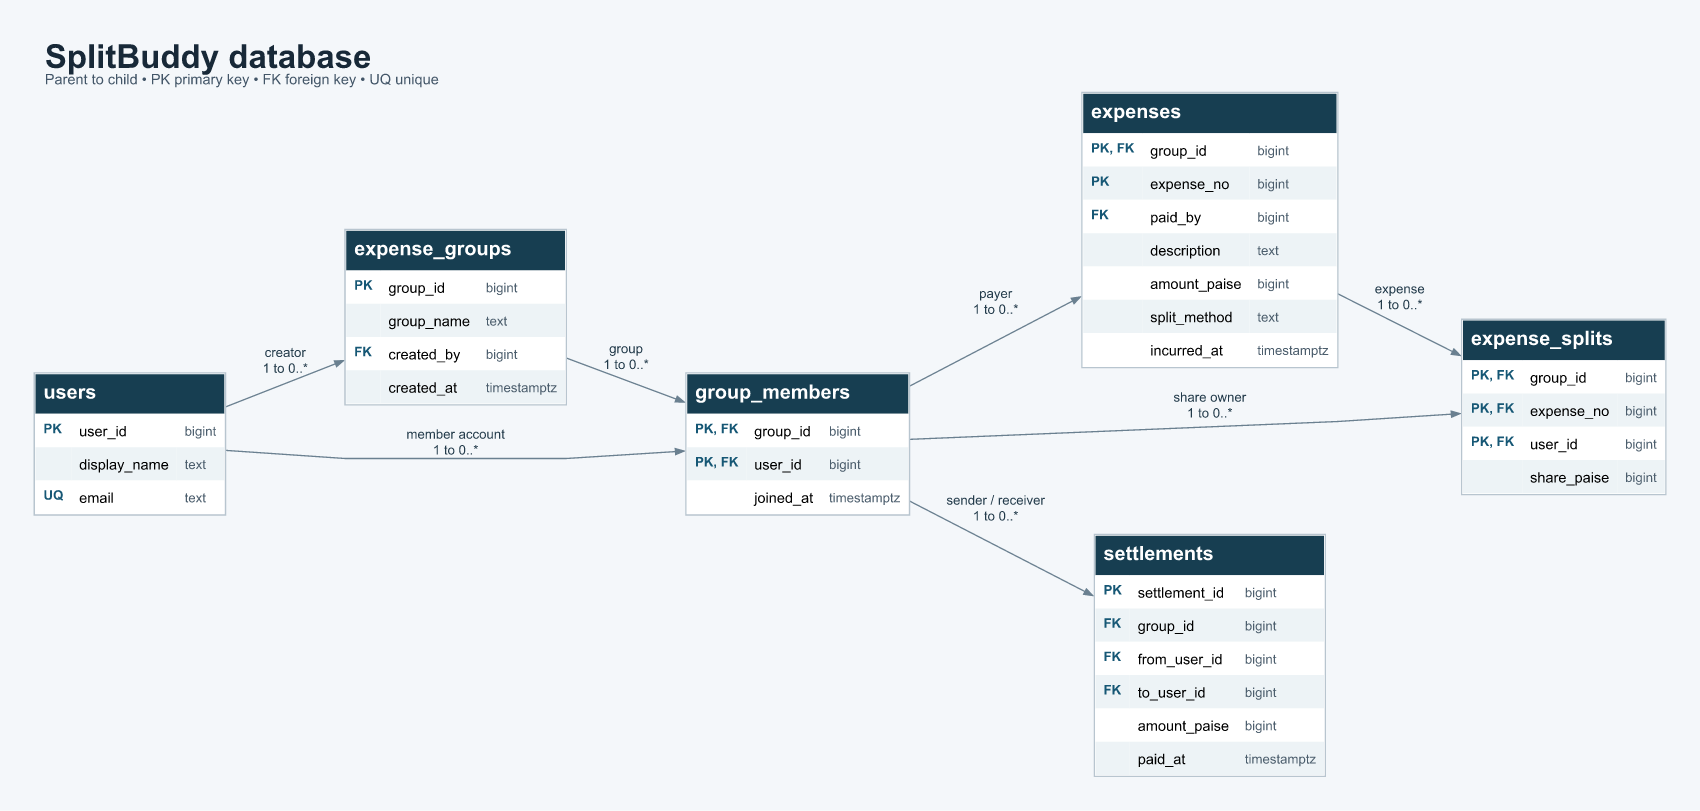 SplitBuddy database
Parent to child • PK primary key • FK foreign key • UQ unique
users
PK user_id bigint
display_name text
UQ email text
creator
1 to 0..*
member account
1 to 0..*
expense_groups
PK group_id bigint
group_name text
FK created_by bigint
created_at timestamptz
group
1 to 0..*
group_members
PK, FK group_id bigint
PK, FK user_id bigint
joined_at timestamptz
payer
1 to 0..*
share owner
1 to 0..*
sender / receiver
1 to 0..*
expenses
PK, FK group_id bigint
PK expense_no bigint
FK paid_by bigint
description text
amount_paise bigint
split_method text
incurred_at timestamptz
expense
1 to 0..*
expense_splits
PK, FK group_id bigint
PK, FK expense_no bigint
PK, FK user_id bigint
share_paise bigint
settlements
PK settlement_id bigint
FK group_id bigint
FK from_user_id bigint
FK to_user_id bigint
amount_paise bigint
paid_at timestamptz